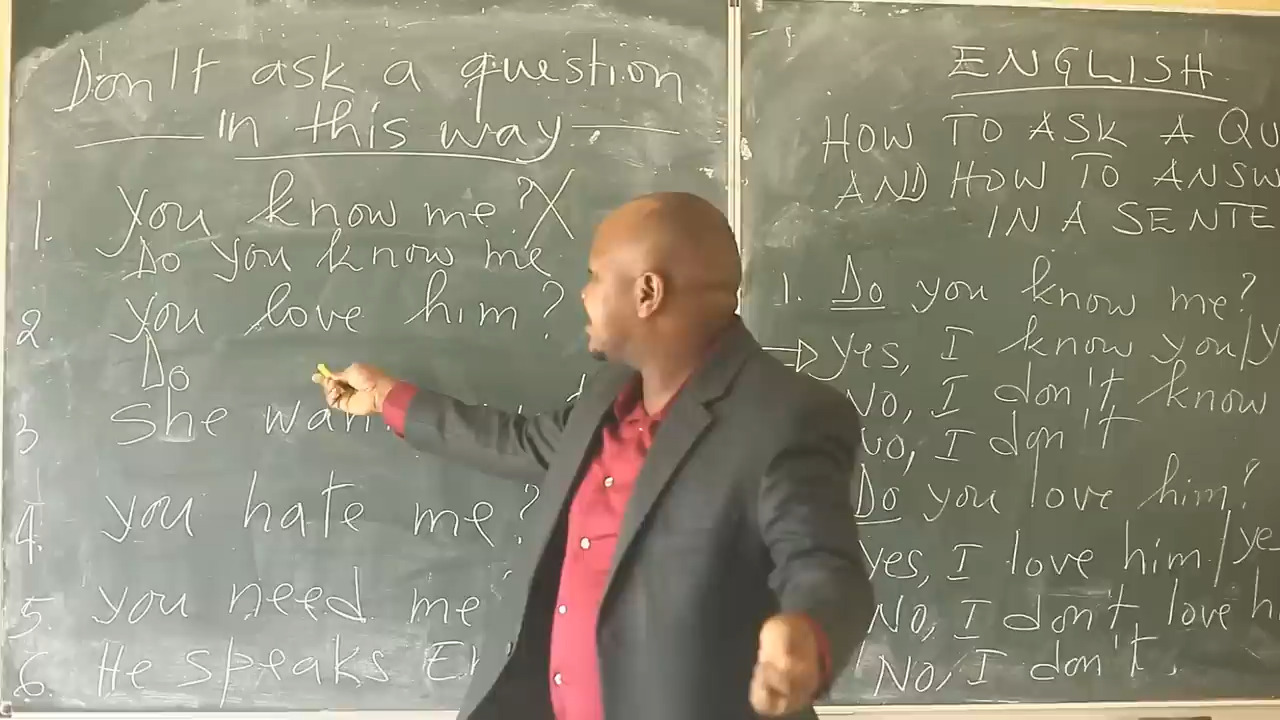 Don't ask a question
in this way
1. You know me? X
Do you know me
2. You love him?
Do
3 She wan
4. You hate me?
5. You need me?
6. He speaks E
ENGLISH
HOW TO ASK A QU
AND HOW TO ANSW
IN A SENTE
1. Do you know me?
Yes, I know you/Y
No, I don't know
No, I don't
Do you love him?
yes, I love him/ye
No, I don't love h
No, I don't.